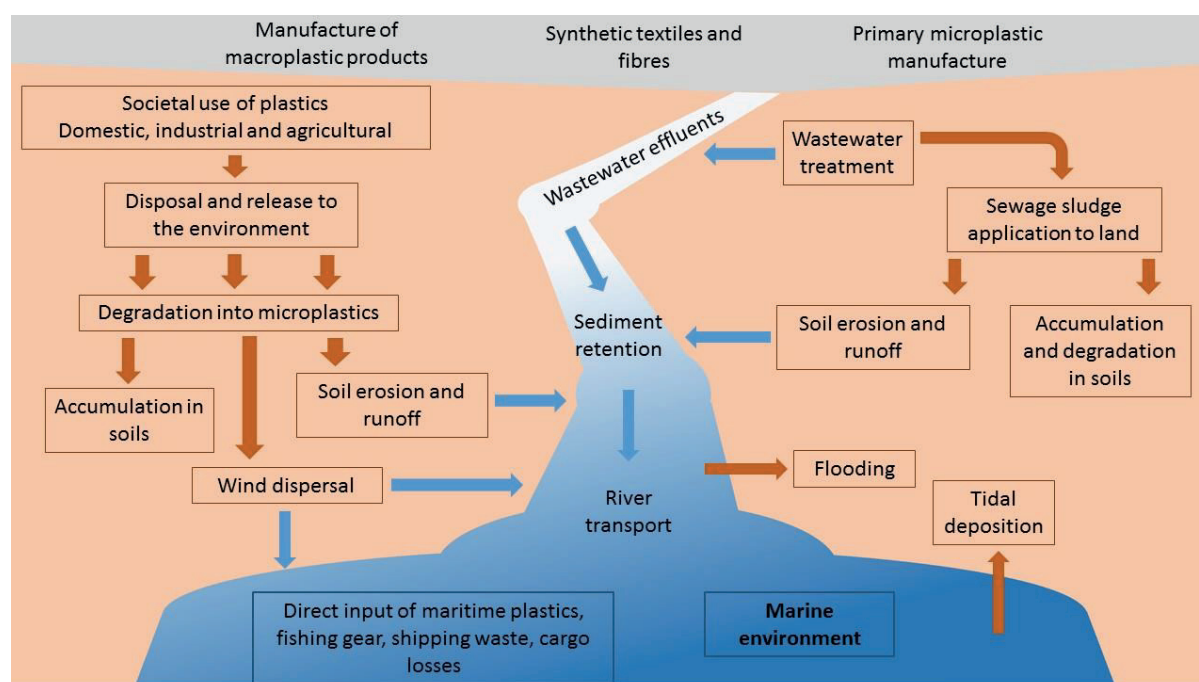 Manufacture of
macroplastic products
Synthetic textiles and
fibres
Primary microplastic
manufacture
Societal use of plastics
Domestic, industrial and agricultural
Disposal and release to
the environment
Degradation into microplastics
Accumulation in
soils
Soil erosion and
runoff
Wind dispersal
Wastewater effluents
Sediment
retention
River
transport
Wastewater
treatment
Sewage sludge
application to land
Soil erosion and
runoff
Accumulation
and degradation
in soils
Flooding
Tidal
deposition
Direct input of maritime plastics,
fishing gear, shipping waste, cargo
losses
Marine
environment